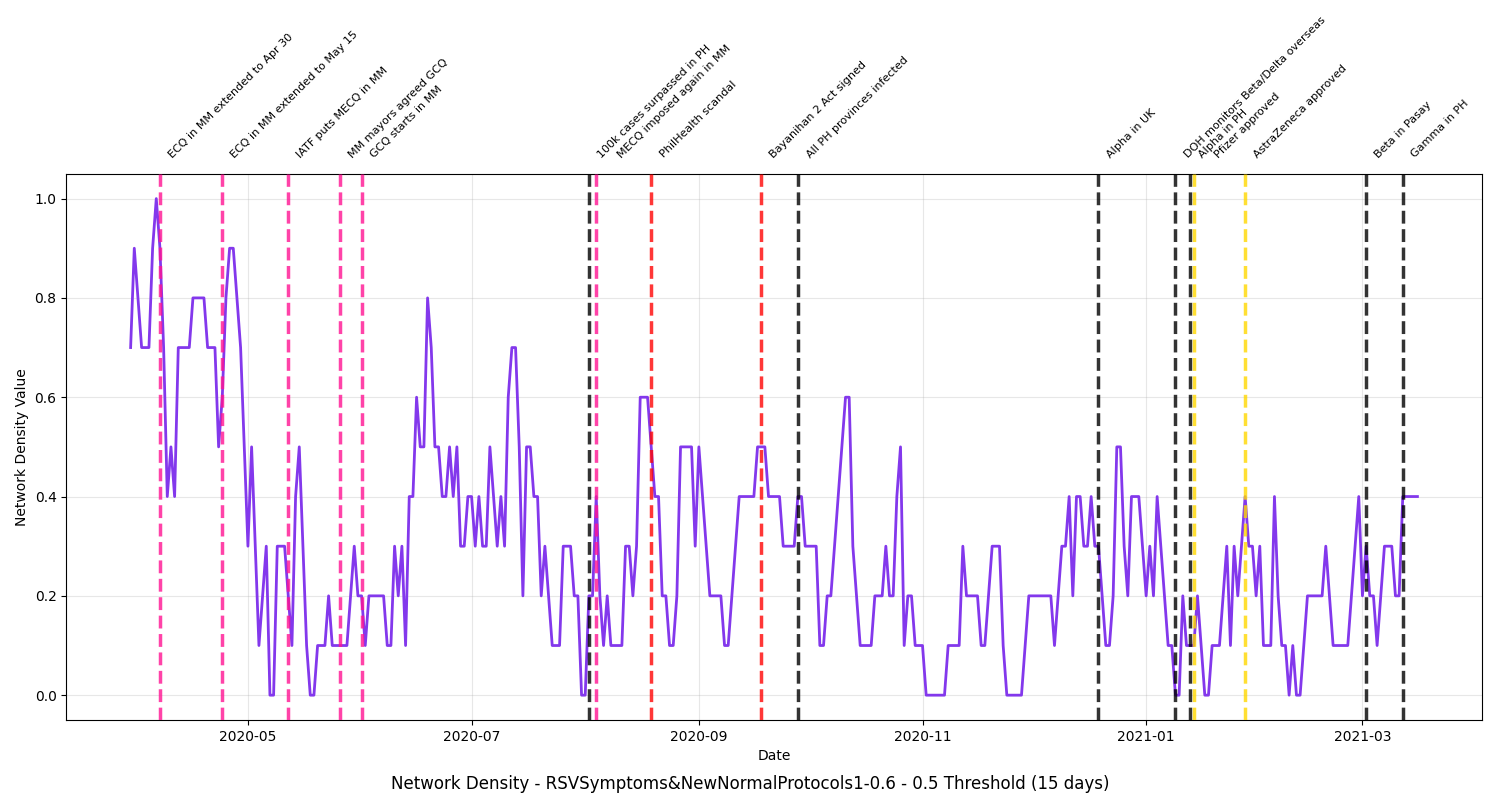 ECQ in MM extended to Apr 30
ECQ in MM extended to May 15
IATF puts MECQ in MM
MM mayors agreed GCQ
GCQ starts in MM
100k cases surpassed in PH
MECQ imposed again in MM
PhilHealth scandal
Bayanihan 2 Act signed
All PH provinces infected
Alpha in UK
DOH monitors Beta/Delta overseas
Alpha in PH
Pfizer approved
AstraZeneca approved
Beta in Pasay
Gamma in PH
Network Density Value
1.0
0.8
0.6
0.4
0.2
0.0
2020-05
2020-07
2020-09
2020-11
2021-01
2021-03
Date
Network Density - RSVSymptoms&NewNormalProtocols1-0.6 - 0.5 Threshold (15 days)